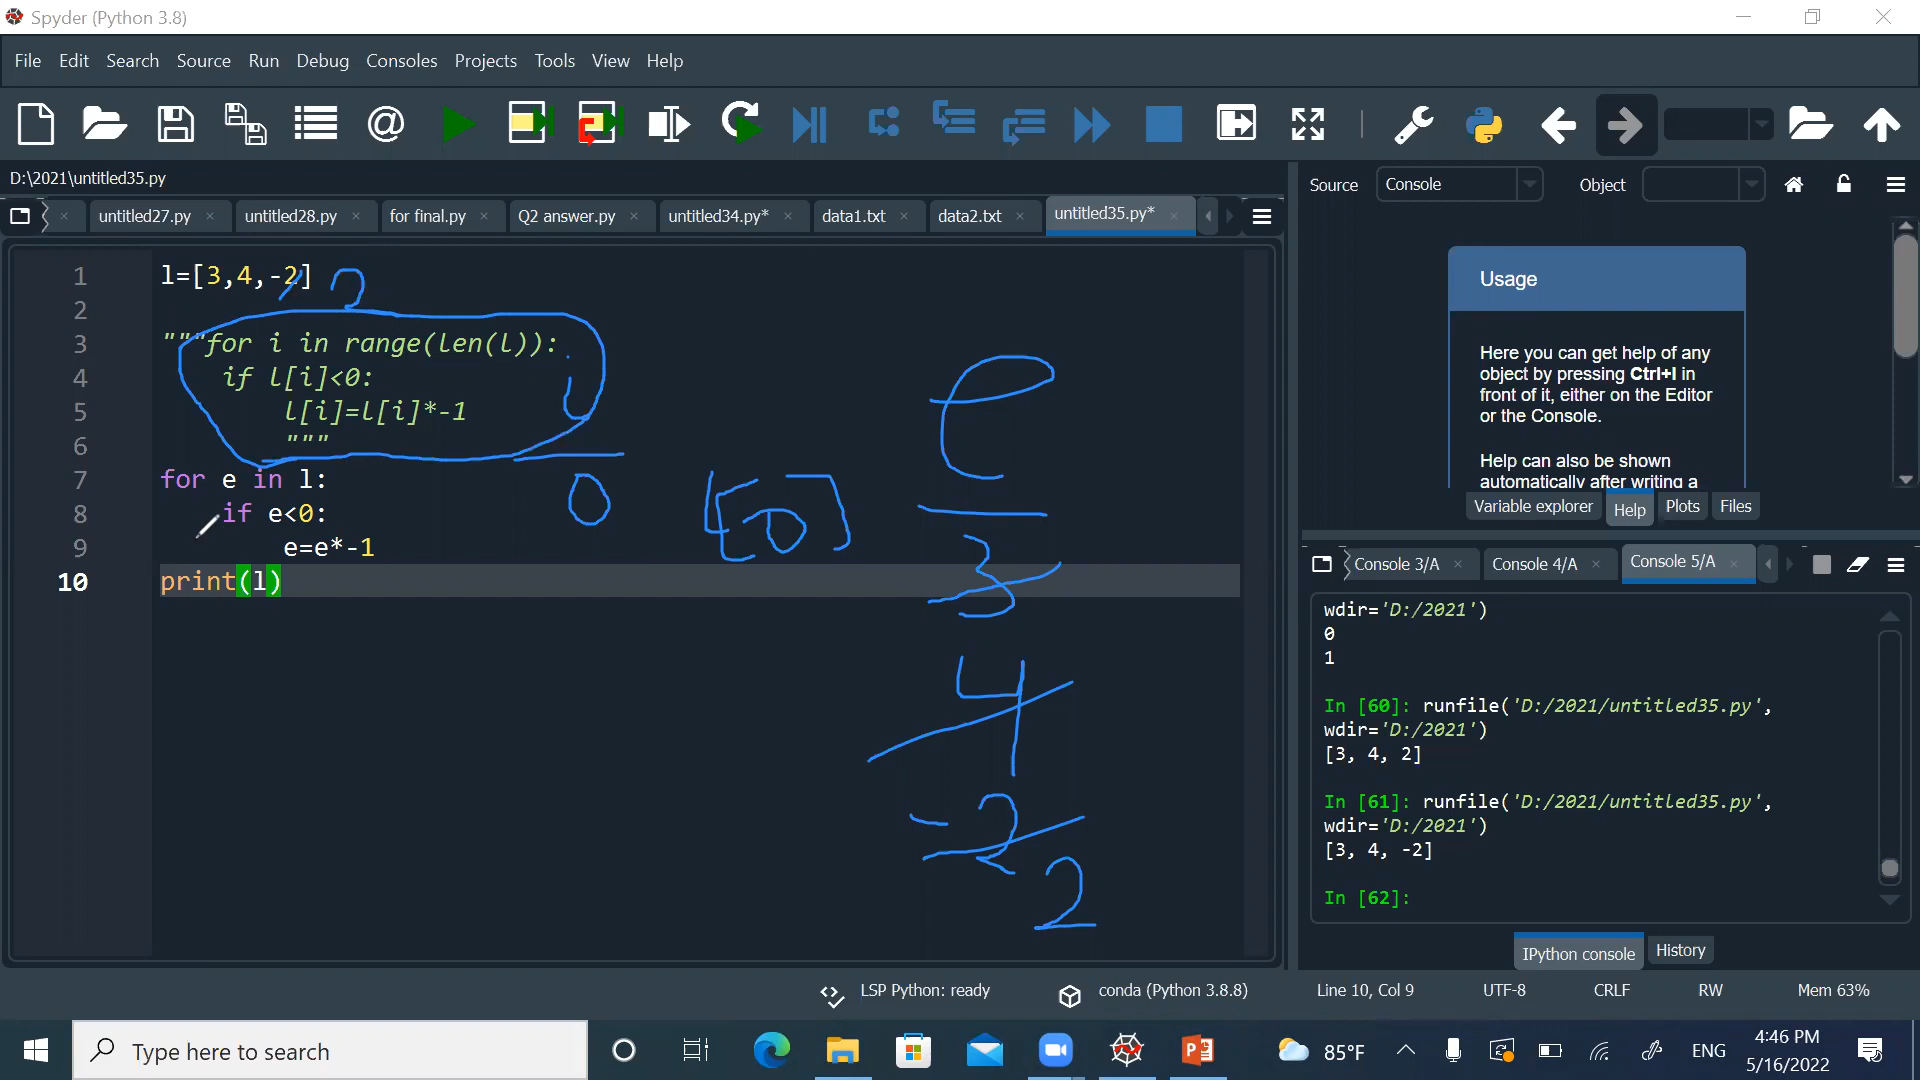 Spyder (Python 3.8)
File Edit Search Source Run Debug Consoles Projects Tools View Help
D:\2021\untitled35.py
untitled27.py untitled28.py for final.py Q2 answer.py untitled34.py* data1.txt data2.txt untitled35.py*
1 l=[3,4,-2]
2
3 """for i in range(len(l)):
4 if l[i]<0:
5 l[i]=l[i]*-1
6 """
7 for e in l:
8 if e<0:
9 e=e*-1
10 print(l)
2
i
0
[0]
e
3
4
-2
2
Source Console Object
Usage
Here you can get help of any
object by pressing Ctrl+I in
front of it, either on the Editor
or the Console.
Help can also be shown
automatically after writing a
Variable explorer Help Plots Files
Console 3/A Console 4/A Console 5/A
wdir='D:/2021')
0
1
In [60]: runfile('D:/2021/untitled35.py',
wdir='D:/2021')
[3, 4, 2]
In [61]: runfile('D:/2021/untitled35.py',
wdir='D:/2021')
[3, 4, -2]
In [62]:
IPython console History
LSP Python: ready conda (Python 3.8.8) Line 10, Col 9 UTF-8 CRLF RW Mem 63%
Type here to search
85°F ENG
4:46 PM
5/16/2022